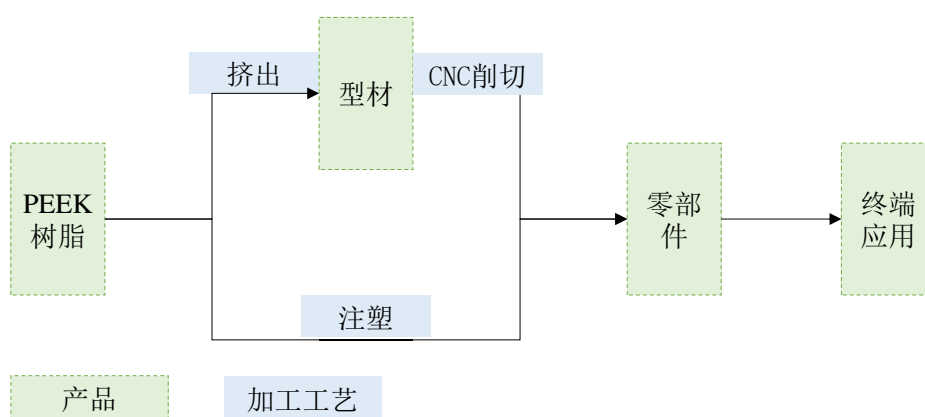 挤出
型材
CNC削切
PEEK
树脂
零部
件
终端
应用
注塑
产品
加工工艺